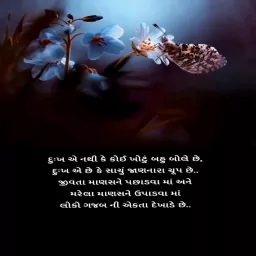 દુઃખ એ નથી કે કોઈ ખોટું બહુ બોલે છે,
દુઃખ એ છે કે સાચું જાણનારા ચૂપ છે..
જીવતા માણસને પછાડવા માં અને
મરેલા માણસને ઉપાડવા માં
લોકો ગજબ ની એકતા દેખાડે છે..